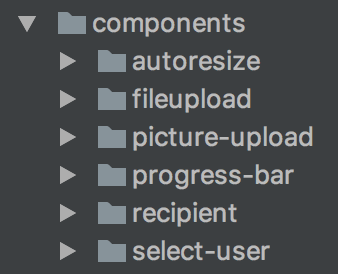 components
autoresize
fileupload
picture-upload
progress-bar
recipient
select-user